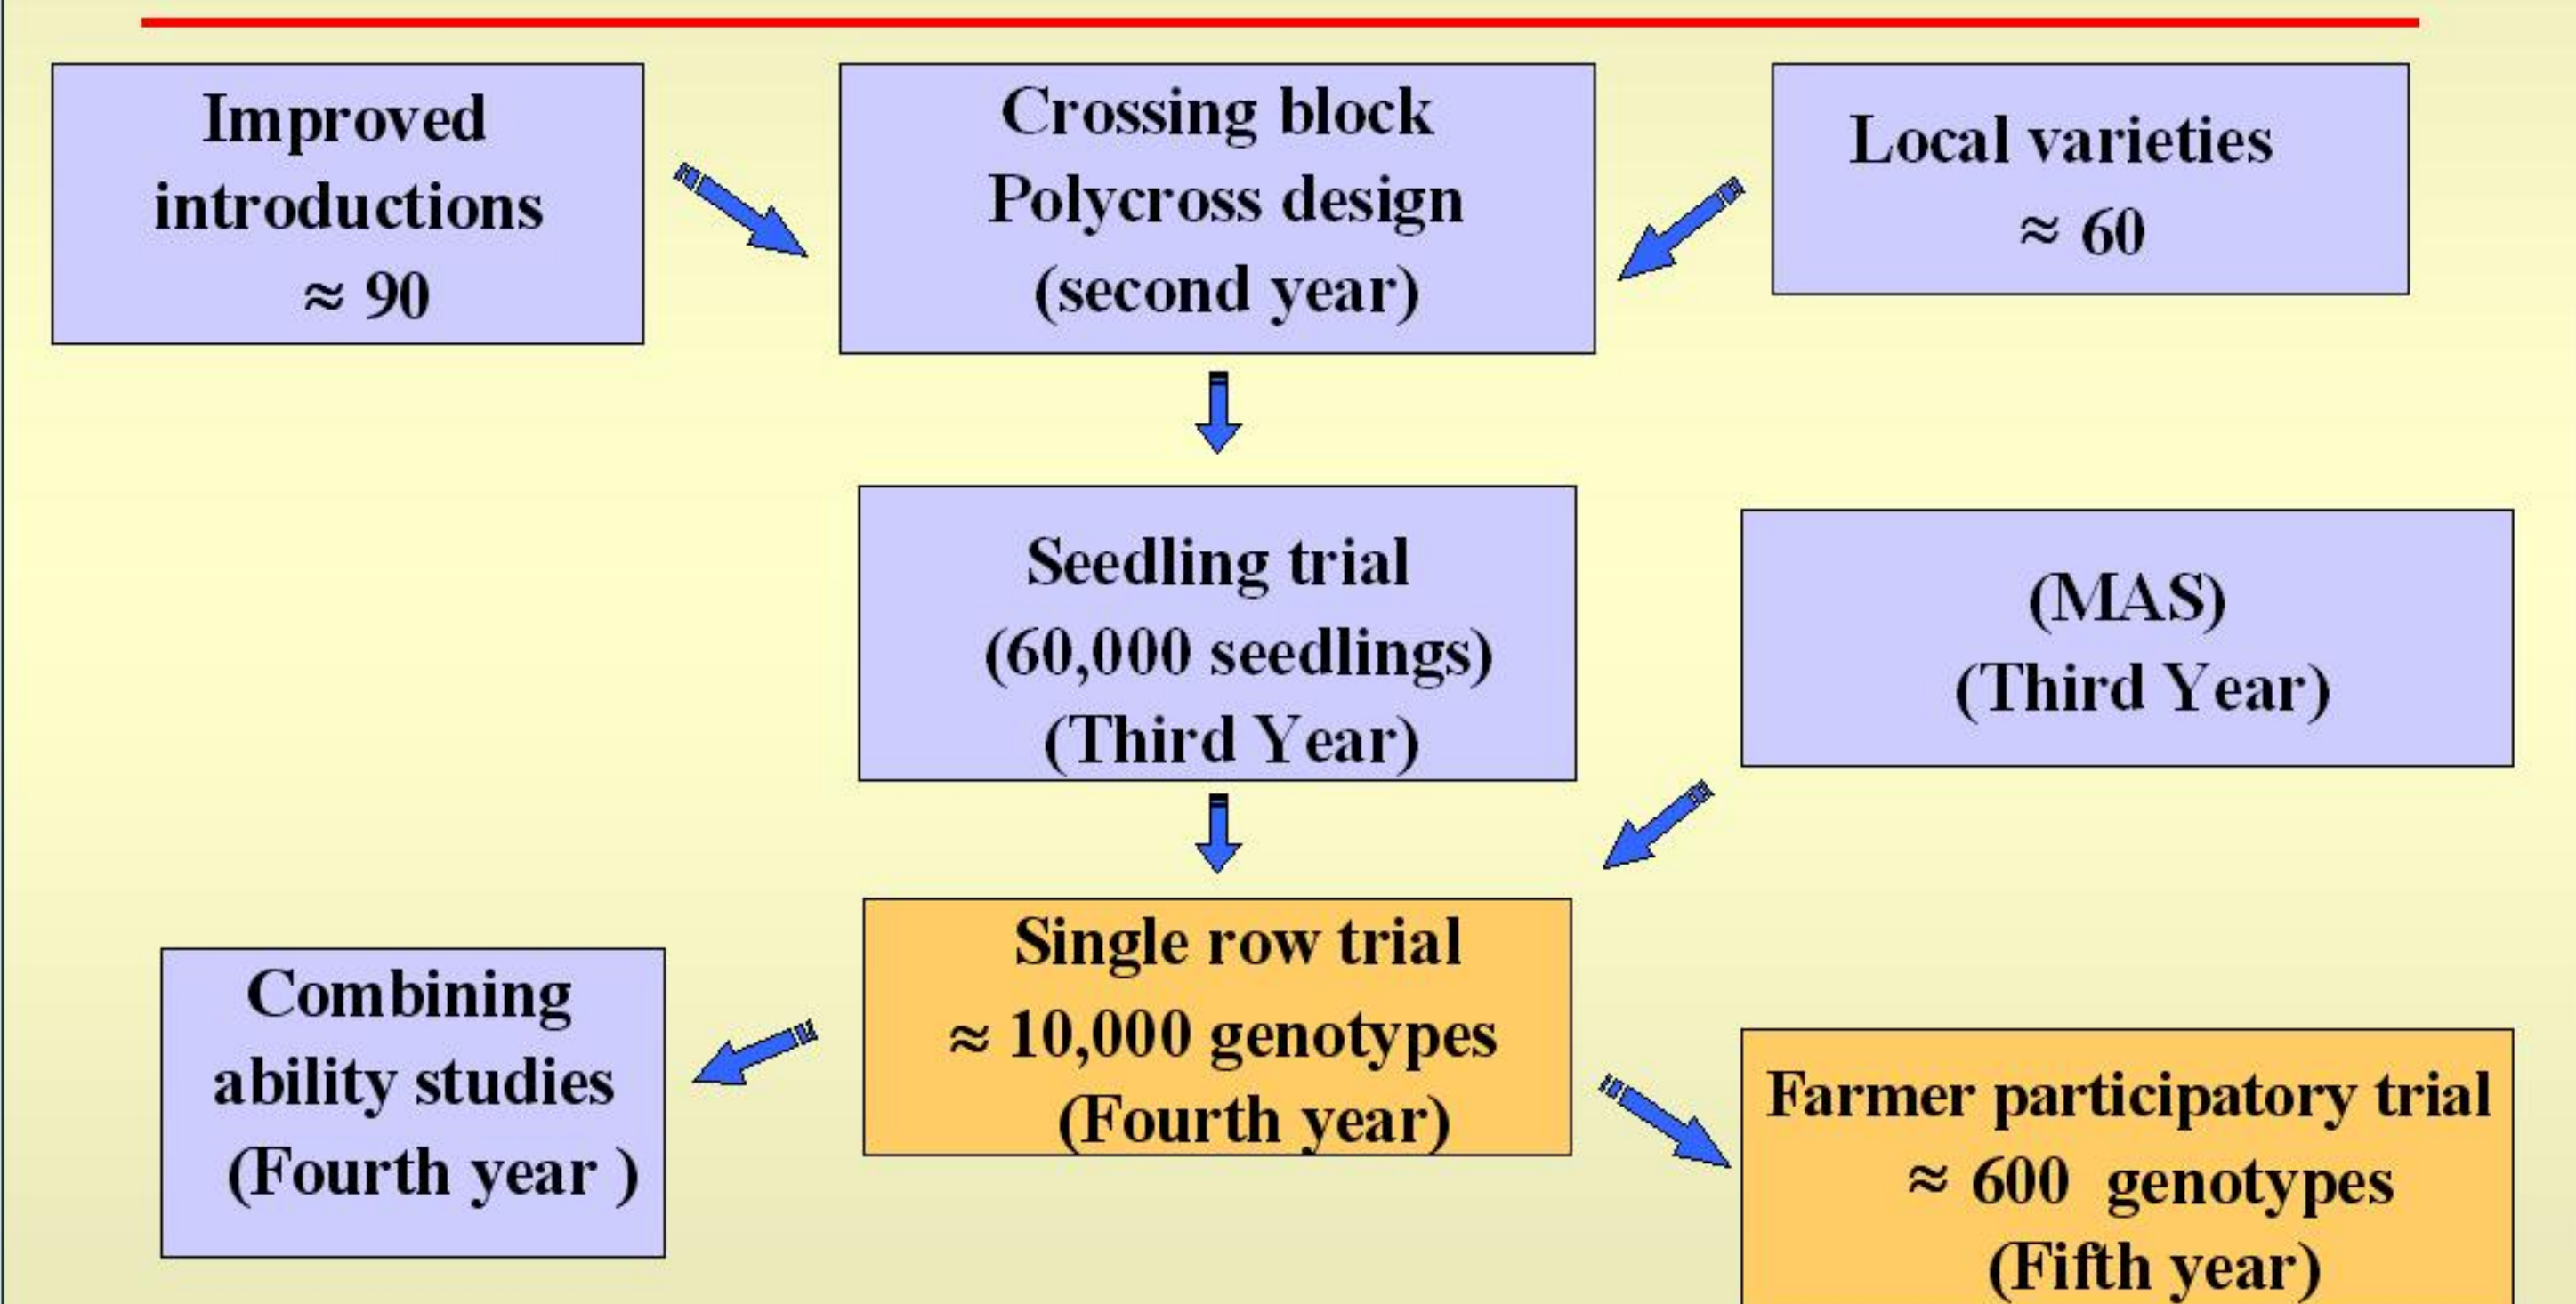 Improved
introductions
≈ 90
Crossing block
Polycross design
(second year)
Local varieties
≈ 60
Seedling trial
(60,000 seedlings)
(Third Year)
(MAS)
(Third Year)
Combining
ability studies
(Fourth year )
Single row trial
≈ 10,000 genotypes
(Fourth year)
Farmer participatory trial
≈ 600 genotypes
(Fifth year)